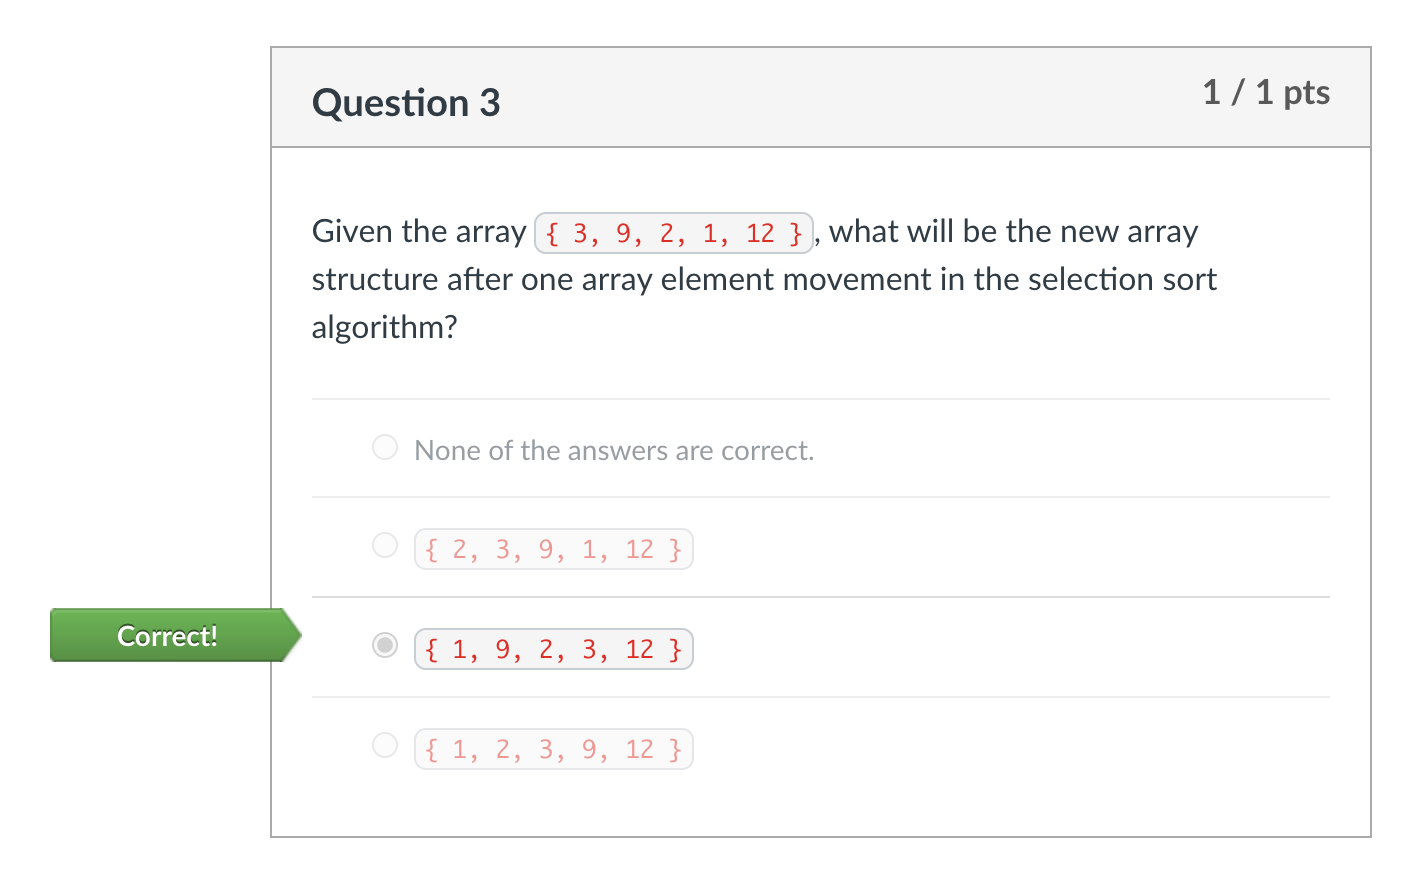 Question 3
1 / 1 pts
Given the array { 3, 9, 2, 1, 12 }, what will be the new array
structure after one array element movement in the selection sort
algorithm?
None of the answers are correct.
{ 2, 3, 9, 1, 12 }
Correct!
{ 1, 9, 2, 3, 12 }
{ 1, 2, 3, 9, 12 }